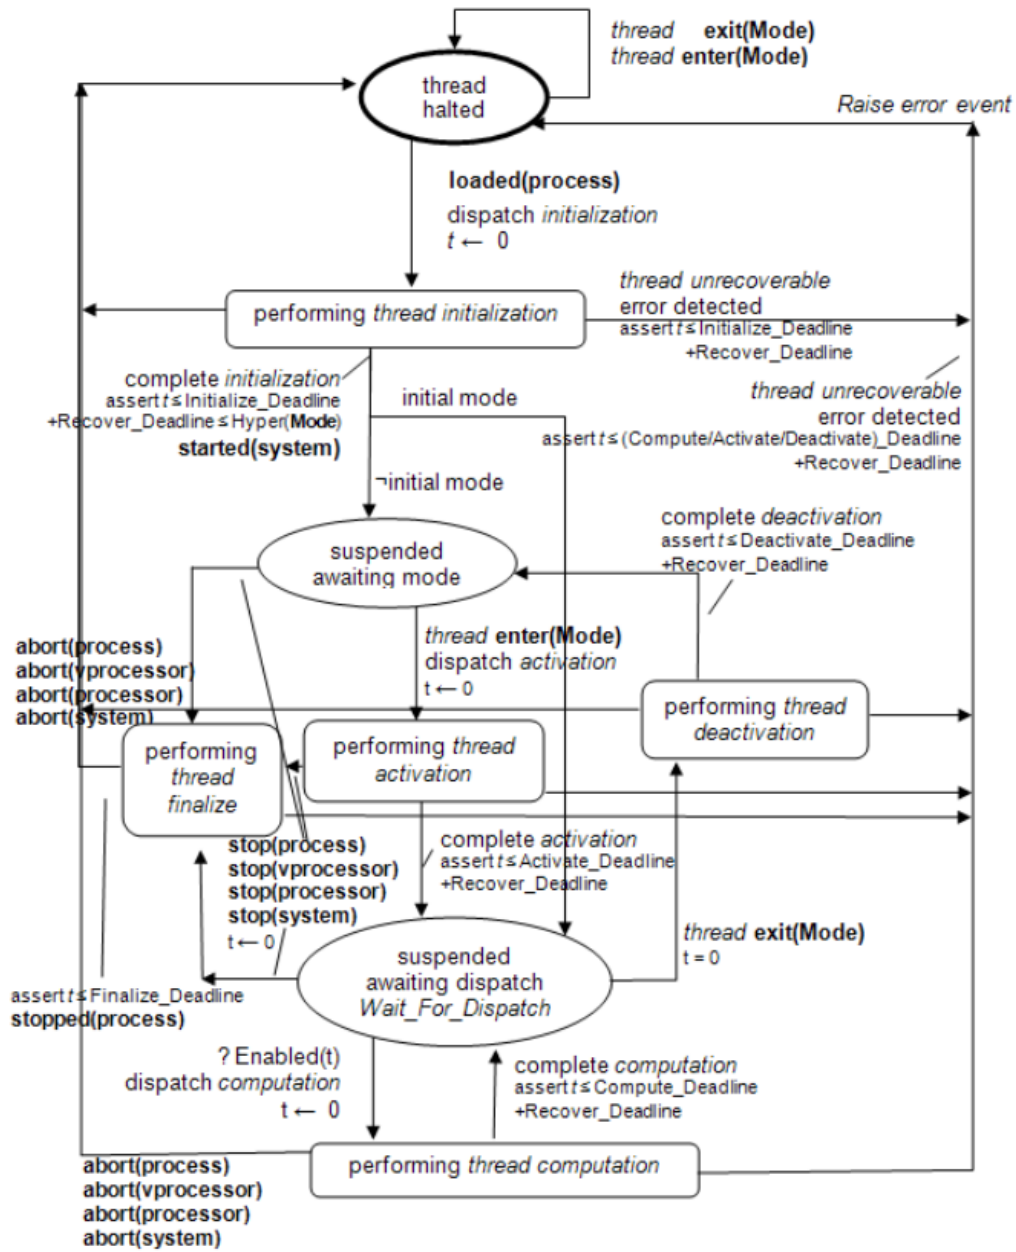 thread exit(Mode)
thread enter(Mode)
thread
halted
Raise error event
loaded(process)
dispatch initialization
t ← 0
performing thread initialization
thread unrecoverable
error detected
assert t ≤ Initialize_Deadline
+Recover_Deadline
complete initialization
assert t ≤ Initialize_Deadline
+Recover_Deadline ≤ Hyper(Mode)
started(system)
initial mode
thread unrecoverable
error detected
assert t ≤ (Compute/Activate/Deactivate)_Deadline
+Recover_Deadline
¬initial mode
complete deactivation
assert t ≤ Deactivate_Deadline
+Recover_Deadline
suspended
awaiting mode
thread enter(Mode)
dispatch activation
t ← 0
abort(process)
abort(vprocessor)
abort(processor)
abort(system)
performing thread
deactivation
performing
thread
finalize
performing thread
activation
stop(process)
stop(vprocessor)
stop(processor)
stop(system)
t ← 0
complete activation
assert t ≤ Activate_Deadline
+Recover_Deadline
thread exit(Mode)
t = 0
suspended
awaiting dispatch
Wait_For_Dispatch
assert t ≤ Finalize_Deadline
stopped(process)
? Enabled(t)
dispatch computation
t ← 0
complete computation
assert t ≤ Compute_Deadline
+Recover_Deadline
performing thread computation
abort(process)
abort(vprocessor)
abort(processor)
abort(system)